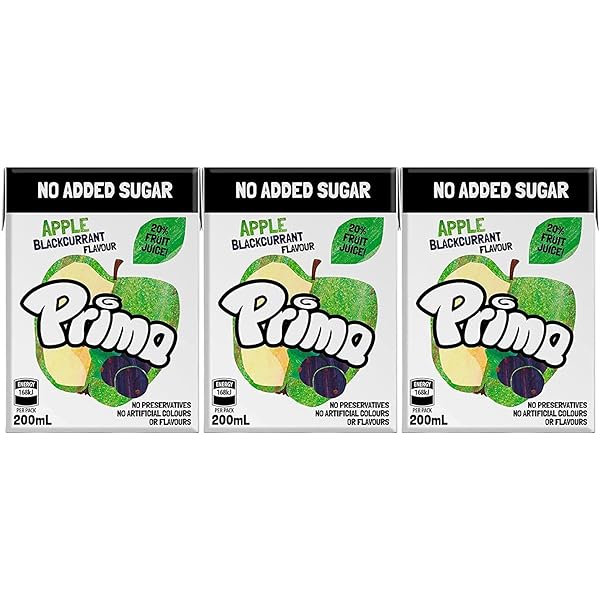 NO ADDED SUGAR
APPLE
BLACKCURRANT
FLAVOUR
20%
FRUIT
JUICE!
Prima
ENERGY
168kJ
PER PACK
200mL
NO PRESERVATIVES
NO ARTIFICIAL COLOURS
OR FLAVOURS
NO ADDED SUGAR
APPLE
BLACKCURRANT
FLAVOUR
20%
FRUIT
JUICE!
Prima
ENERGY
168kJ
PER PACK
200mL
NO PRESERVATIVES
NO ARTIFICIAL COLOURS
OR FLAVOURS
NO ADDED SUGAR
APPLE
BLACKCURRANT
FLAVOUR
20%
FRUIT
JUICE!
Prima
ENERGY
168kJ
PER PACK
200mL
NO PRESERVATIVES
NO ARTIFICIAL COLOURS
OR FLAVOURS